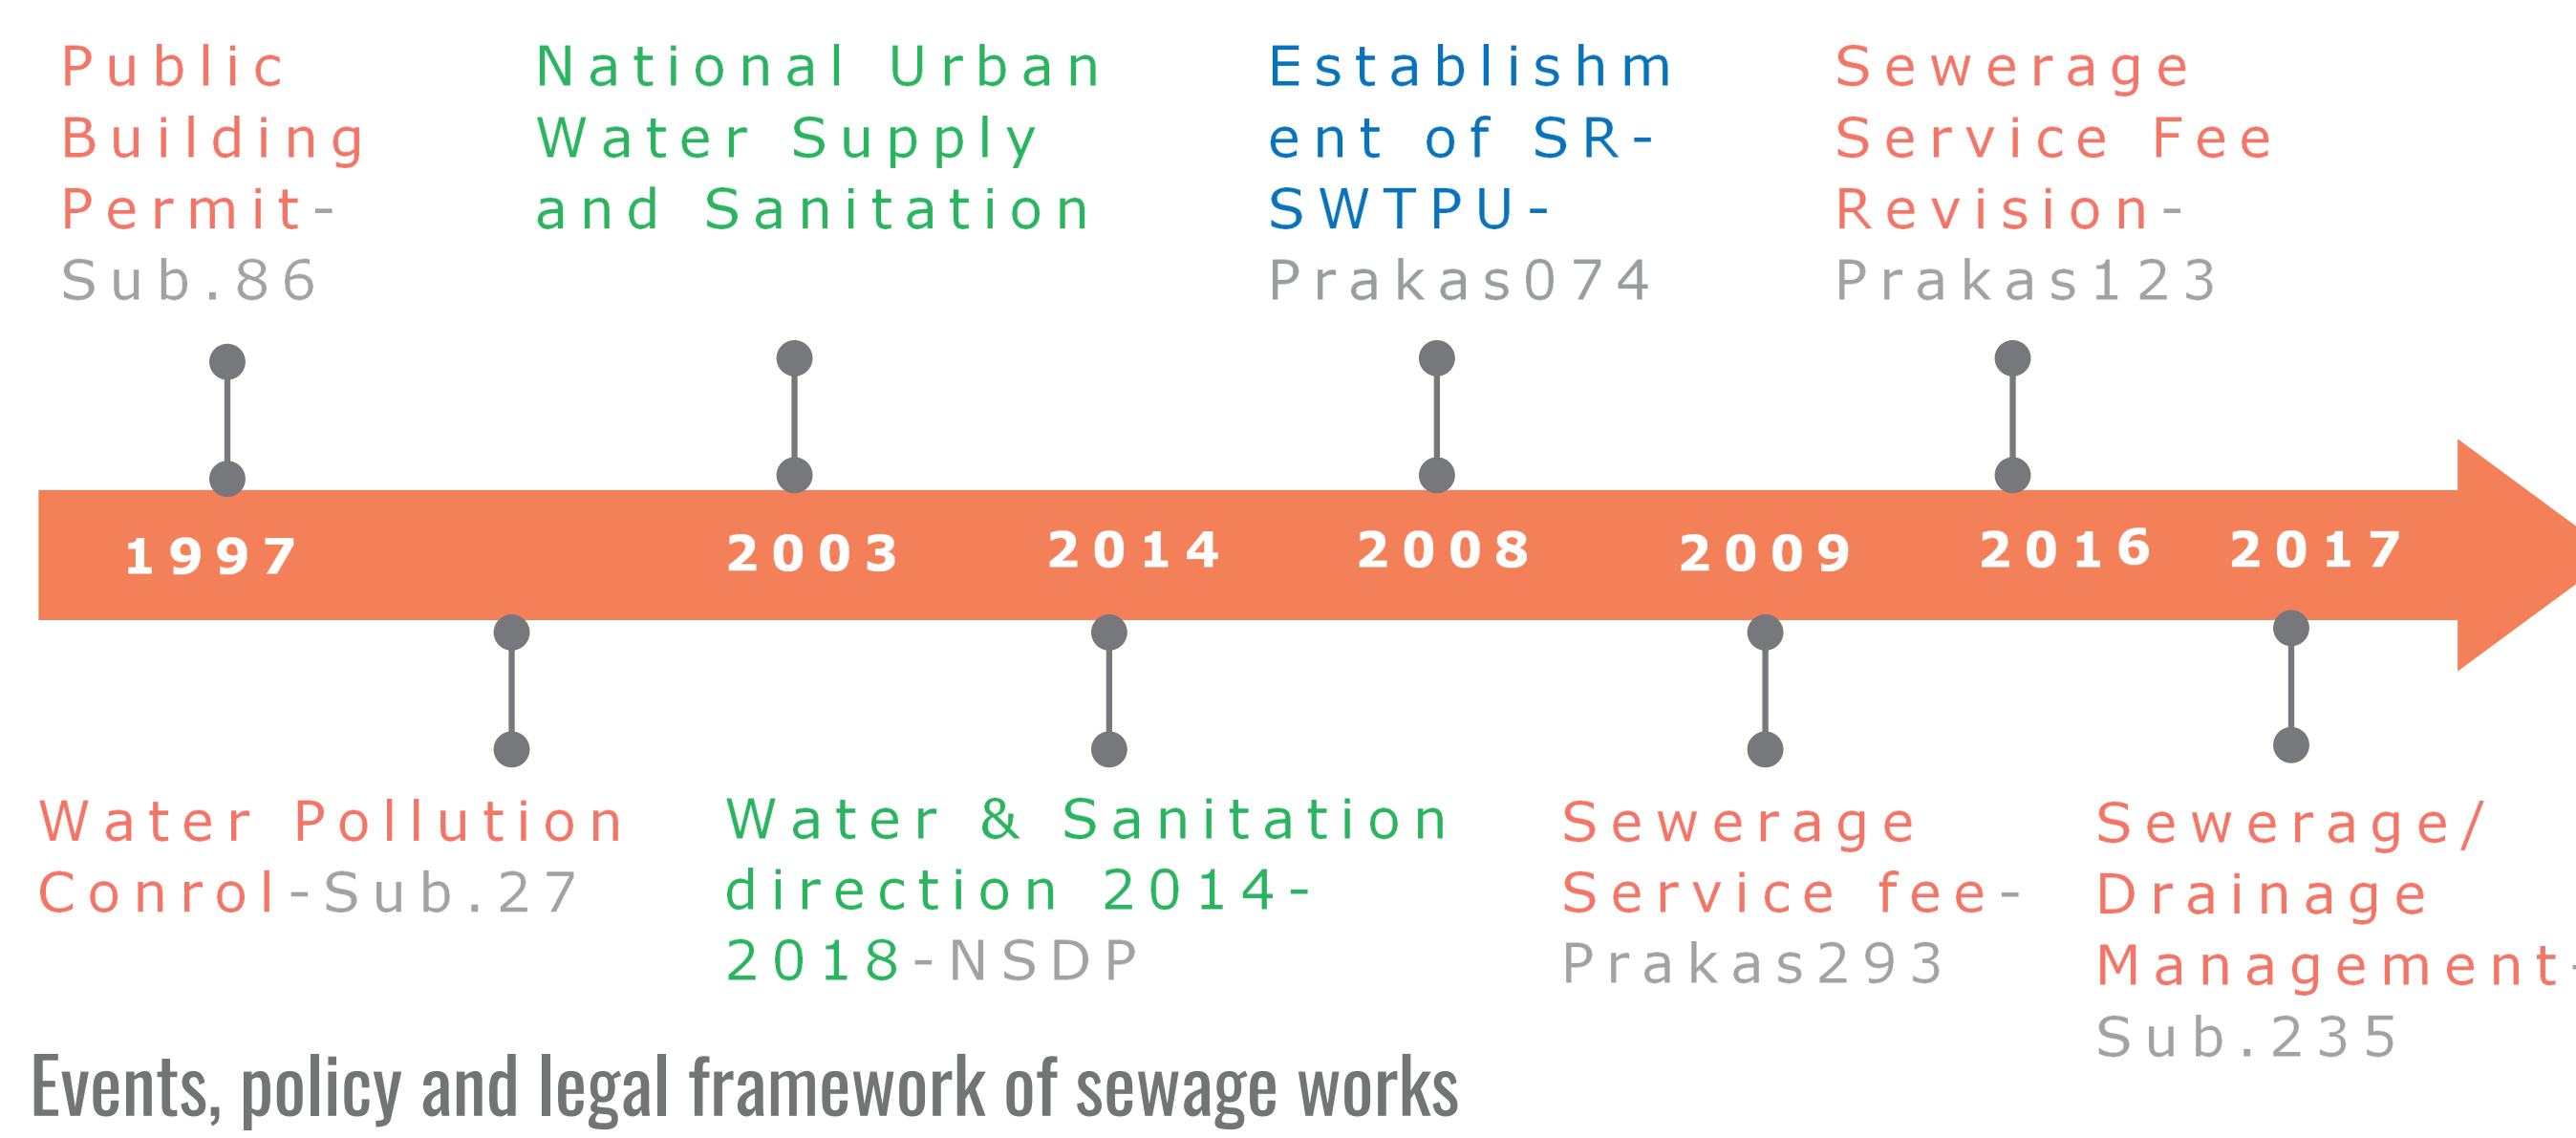 Public
Building
Permit-
Sub.86
National Urban
Water Supply
and Sanitation
Establishm
ent of SR-
SWTPU-
Prakas074
Sewerage
Service Fee
Revision-
Prakas123
1997
2003
2014
2008
2009
2016
2017
Water Pollution
Conrol-Sub.27
Water & Sanitation
direction 2014-
2018-NSDP
Sewerage
Service fee-
Prakas293
Sewerage/
Drainage
Management-
Sub.235
Events, policy and legal framework of sewage works